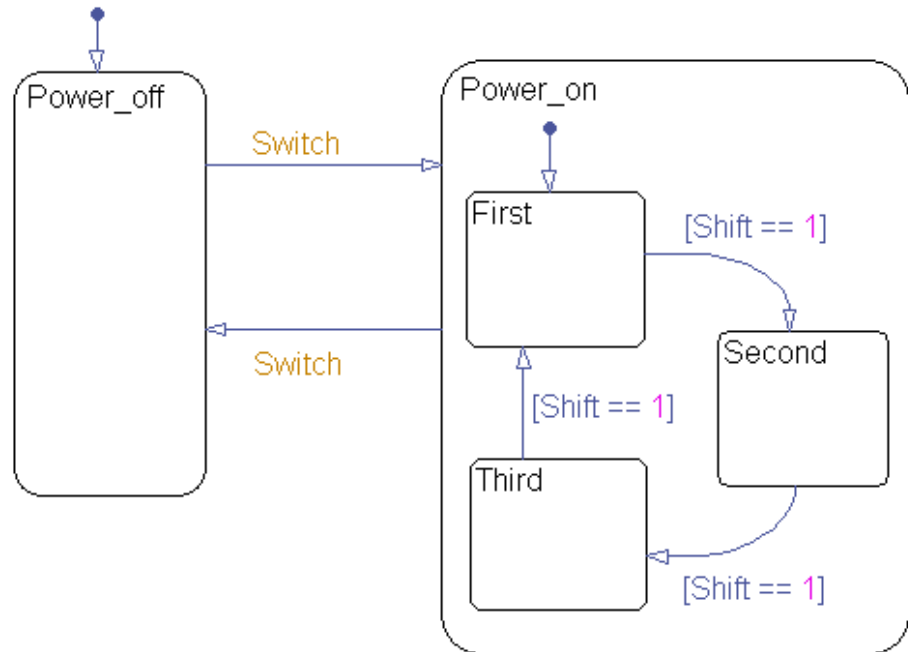 Power_off
Power_on
Switch
First
[Shift == 1]
Second
Switch
[Shift == 1]
Third
[Shift == 1]